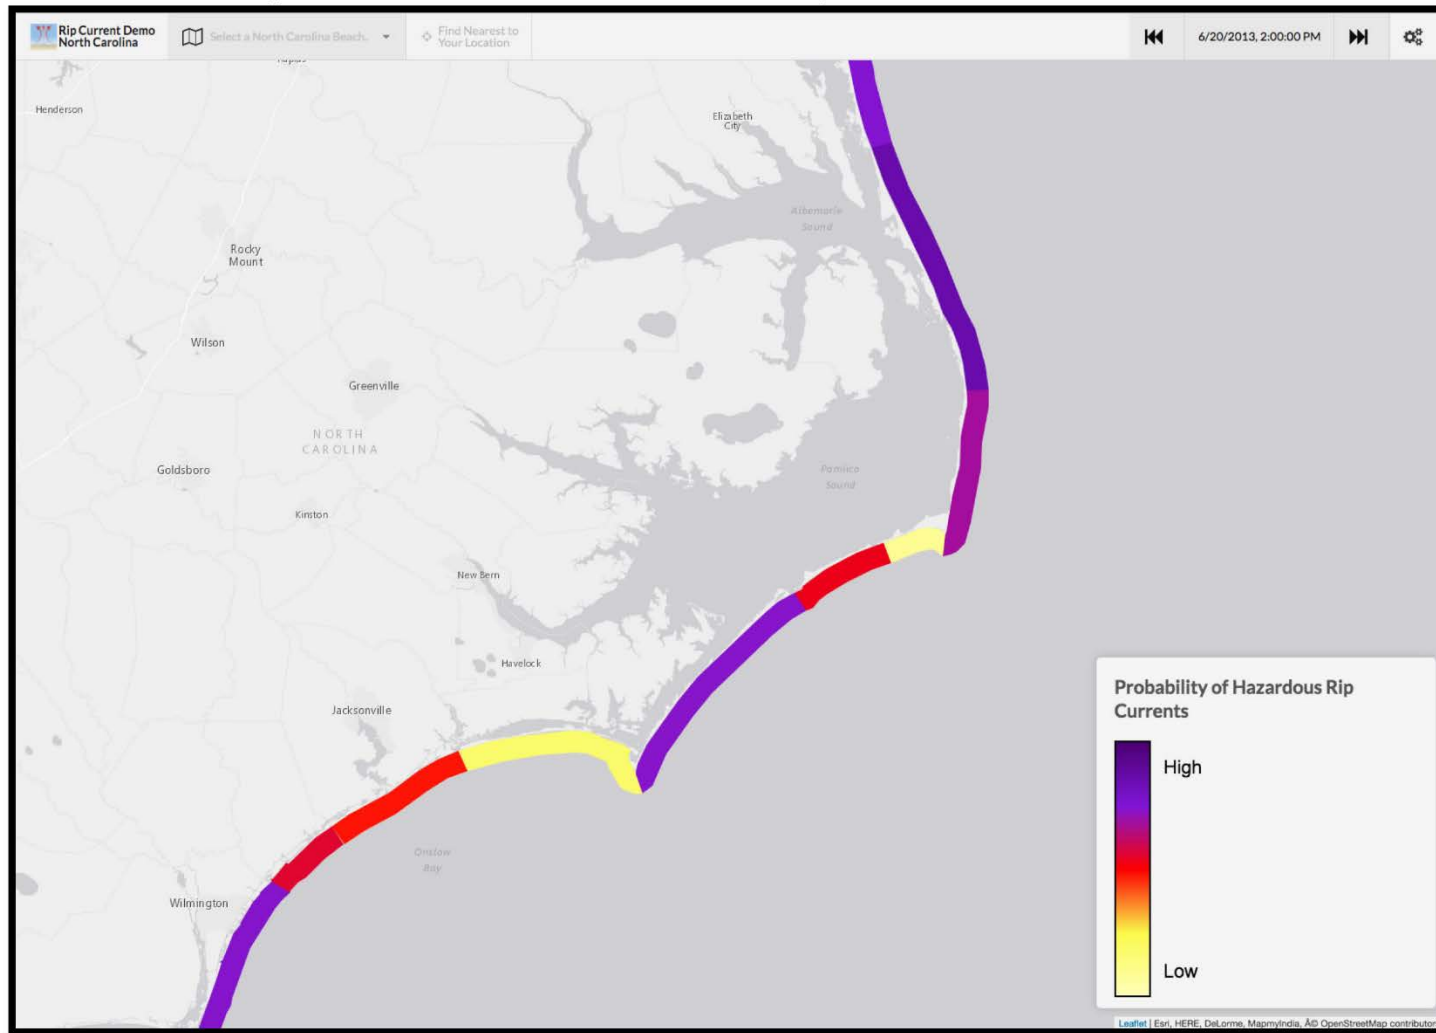 Rip Current Demo
North Carolina
Select a North Carolina Beach..
Find Nearest to
Your Location
6/20/2013, 2:00:00 PM
Rapids
Henderson
Elizabeth
City
Albemarle
Sound
Rocky
Mount
Wilson
Greenville
NORTH
CAROLINA
Goldsboro
Pamlico
Sound
Kinston
New Bern
Havelock
Jacksonville
Onslow
Bay
Wilmington
Probability of Hazardous Rip
Currents
High
Low
Leaflet | Esri, HERE, DeLorme, MapmyIndia, Â© OpenStreetMap contributor